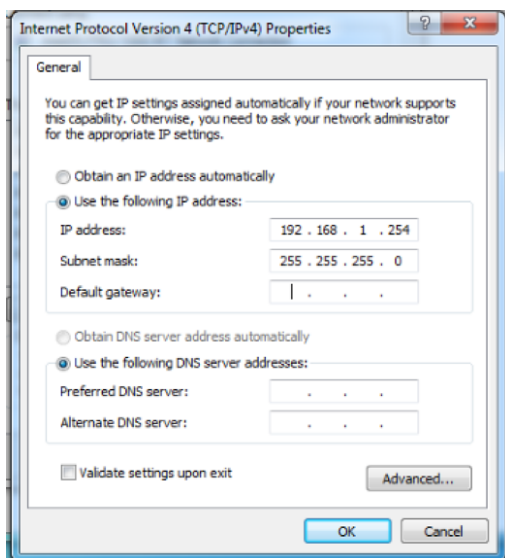 Internet Protocol Version 4 (TCP/IPv4) Properties
General
You can get IP settings assigned automatically if your network supports
this capability. Otherwise, you need to ask your network administrator
for the appropriate IP settings.
Obtain an IP address automatically
Use the following IP address:
IP address: 192 . 168 . 1 . 254
Subnet mask: 255 . 255 . 255 . 0
Default gateway: . . .
Obtain DNS server address automatically
Use the following DNS server addresses:
Preferred DNS server: . . .
Alternate DNS server: . . .
Validate settings upon exit
Advanced...
OK Cancel